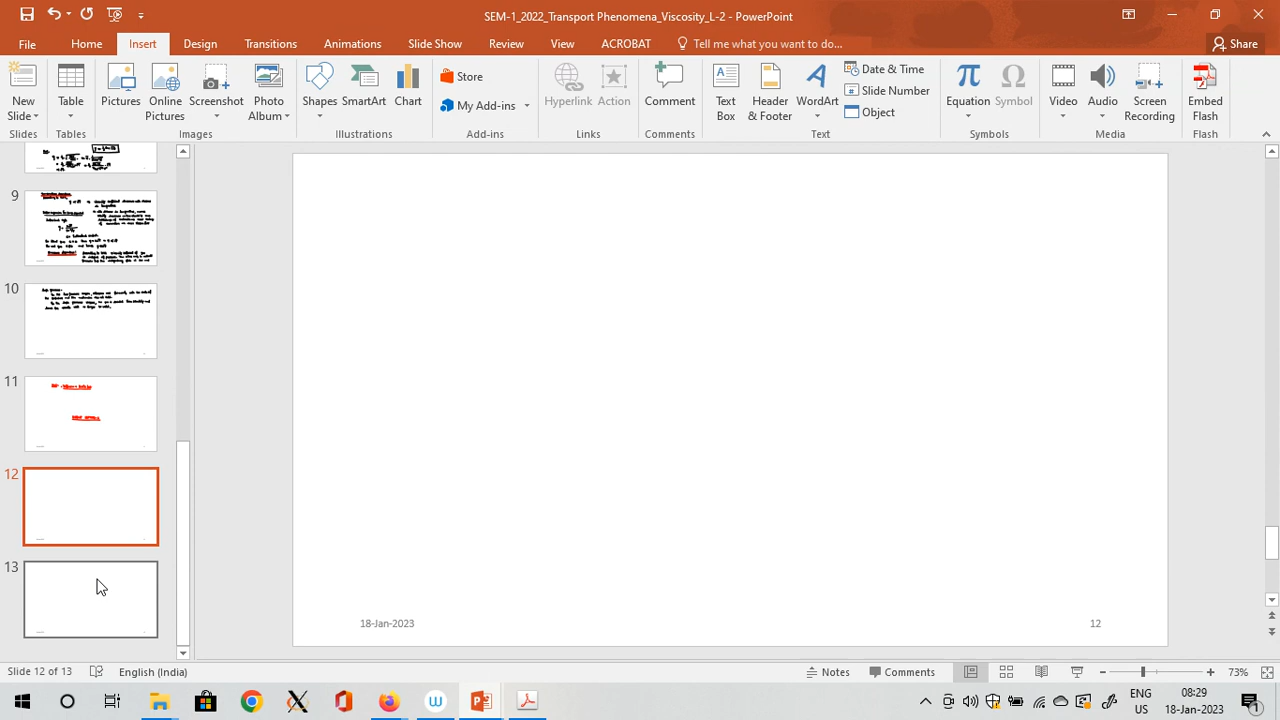 SEM-1_2022_Transport Phenomena_Viscosity_L-2 - PowerPoint
File Home Insert Design Transitions Animations Slide Show Review View ACROBAT Tell me what you want to do... Share
New Slide
Table
Pictures
Online Pictures
Screenshot
Photo Album
Shapes
SmartArt
Chart
Store
My Add-ins
Hyperlink
Action
Comment
Text Box
Header & Footer
WordArt
Date & Time
Slide Number
Object
Equation
Symbol
Video
Audio
Screen Recording
Embed Flash
Slides Tables Images Illustrations Add-ins Links Comments Text Symbols Media Flash
9
10
11
12
13
18-Jan-2023 12
Slide 12 of 13 English (India) Notes Comments 73%
ENG 08:29
US 18-Jan-2023